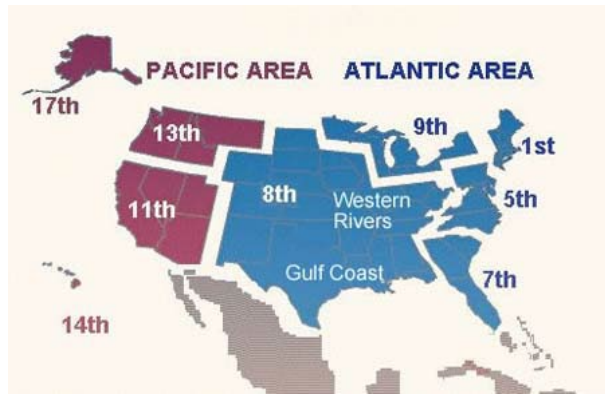 PACIFIC AREA
ATLANTIC AREA
17th
13th
9th
1st
11th
8th
Western
Rivers
5th
Gulf Coast
7th
14th